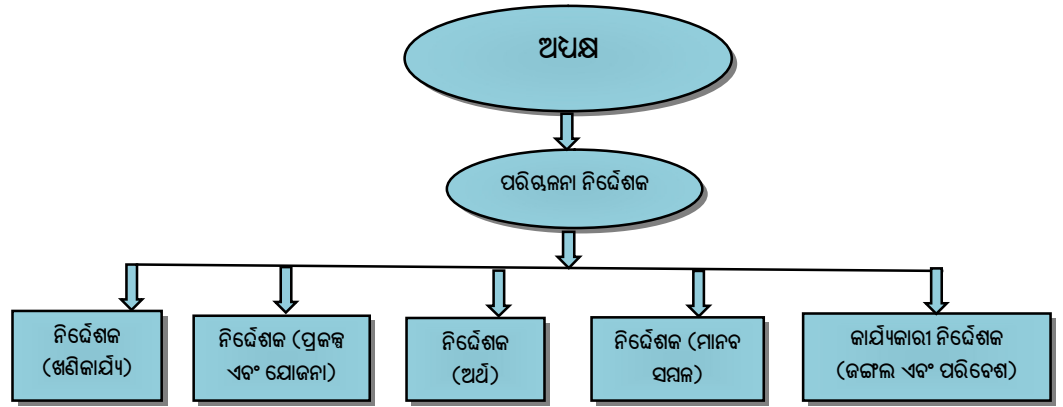 ଅଧ୍ୟକ୍ଷ
ପରିଚାଳନା ନିର୍ଦ୍ଦେଶକ
ନିର୍ଦ୍ଦେଶକ
(ଖଣିକାର୍ଯ୍ୟ)
ନିର୍ଦ୍ଦେଶକ (ପ୍ରକଳ୍ପ
ଏବଂ ଯୋଜନା)
ନିର୍ଦ୍ଦେଶକ
(ଅର୍ଥ)
ନିର୍ଦ୍ଦେଶକ (ମାନବ
ସମ୍ବଳ)
କାର୍ଯ୍ୟକାରୀ ନିର୍ଦ୍ଦେଶକ
(ଜଙ୍ଗଲ ଏବଂ ପରିବେଶ)